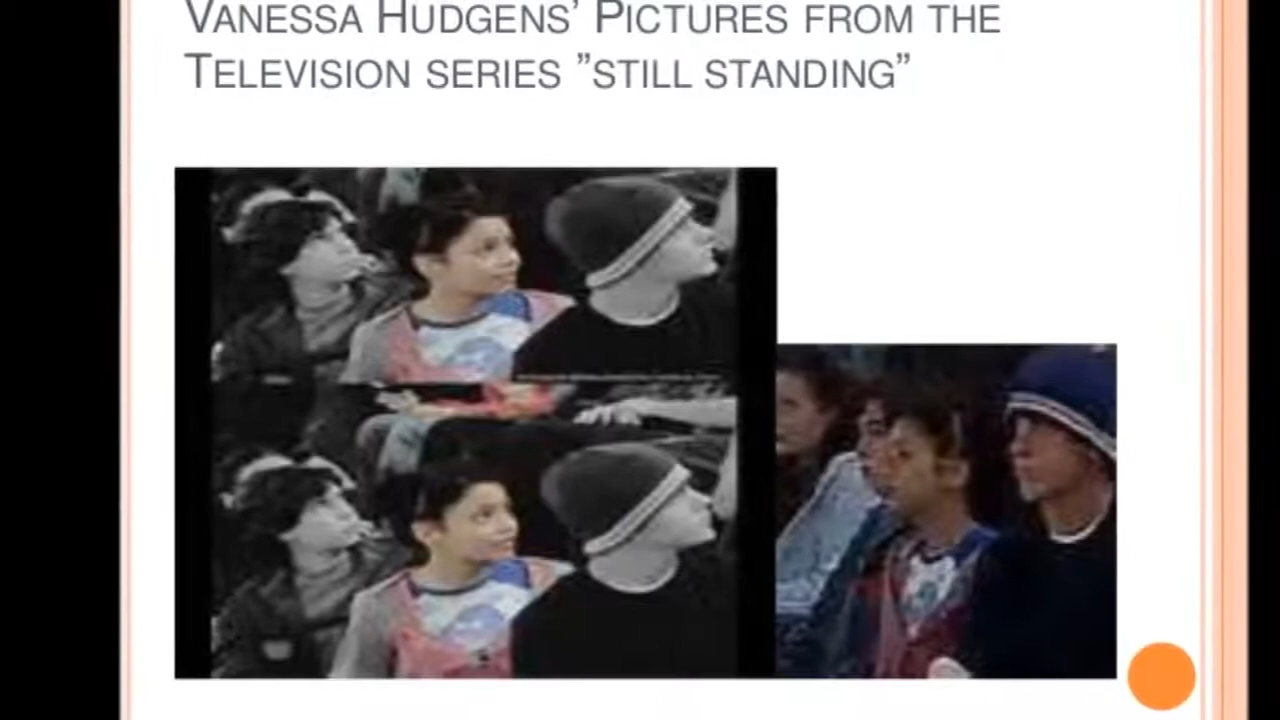 VANESSA HUDGENS' PICTURES FROM THE
TELEVISION SERIES "STILL STANDING"